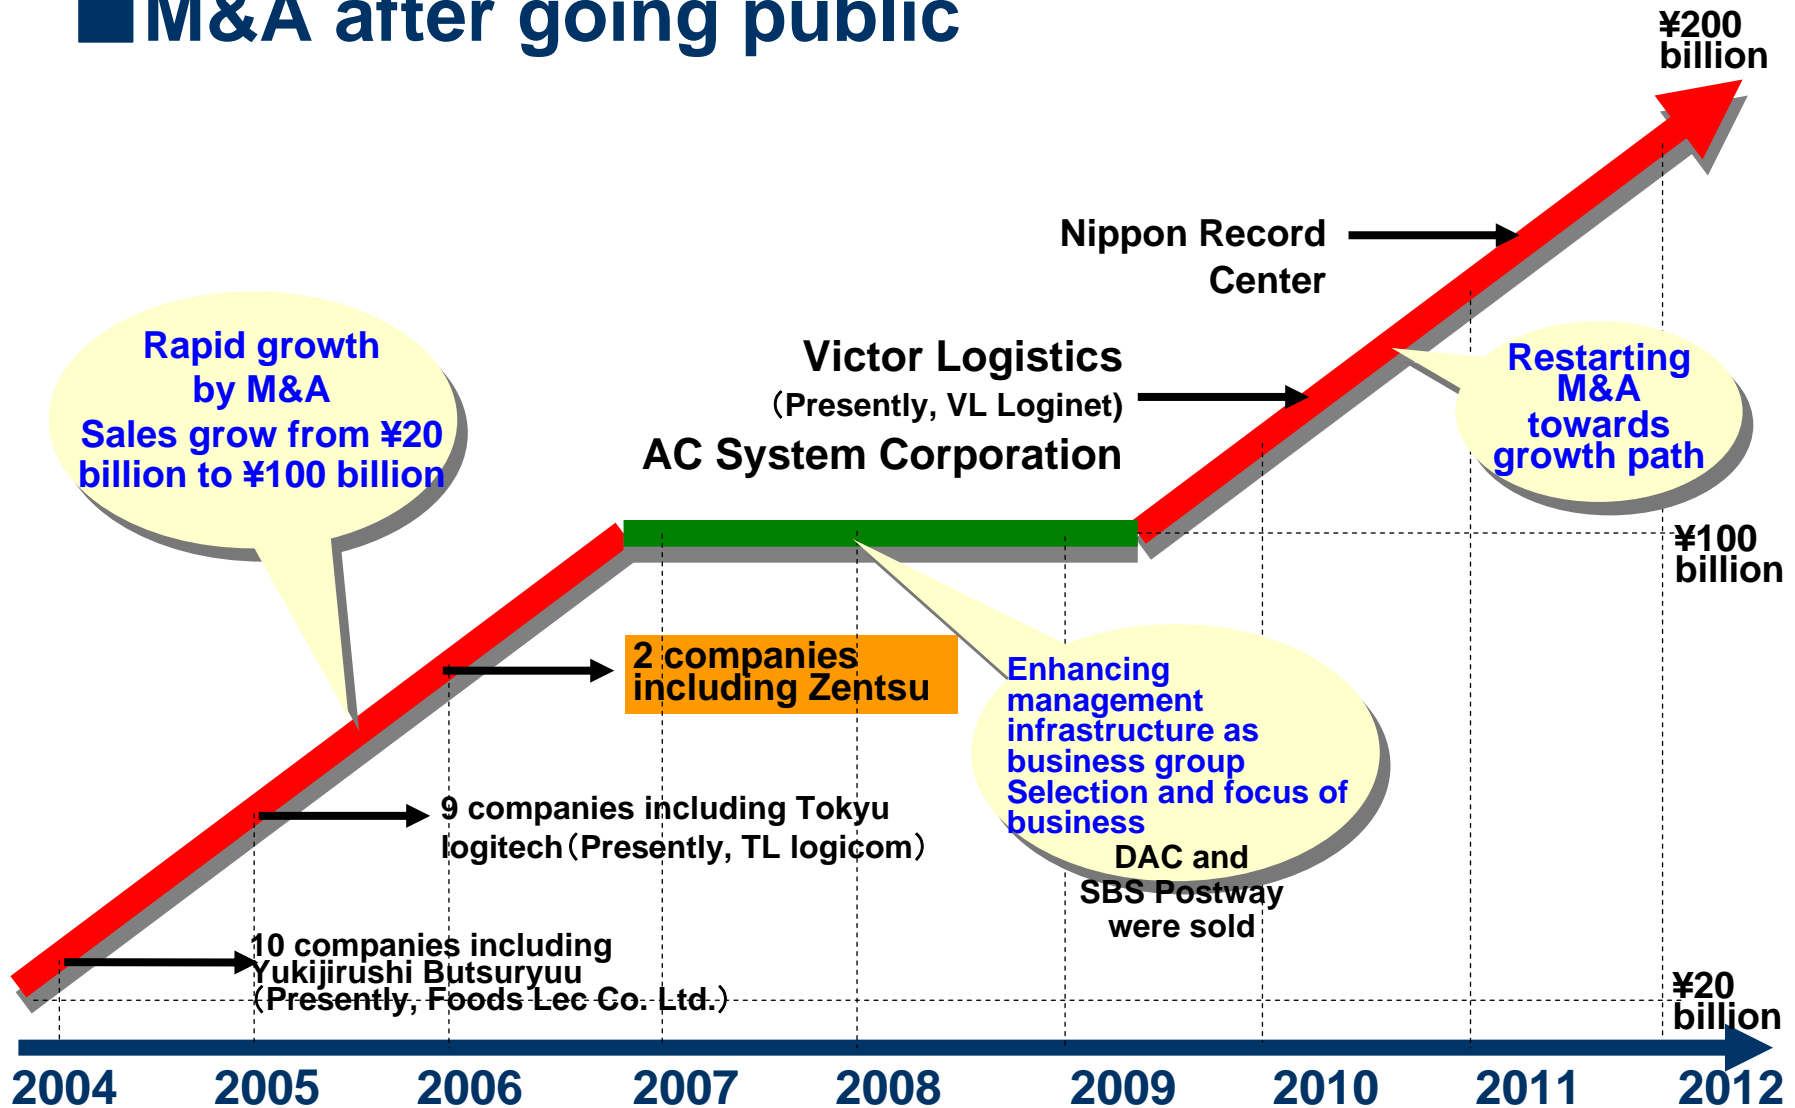 ■M&A after going public
¥200
billion
Nippon Record
Center
Rapid growth
by M&A
Sales grow from ¥20
billion to ¥100 billion
Victor Logistics
（Presently, VL Loginet)
AC System Corporation
Restarting
M&A
towards
growth path
¥100
billion
2 companies
including Zentsu
Enhancing
management
infrastructure as
business group
Selection and focus of
business
DAC and
SBS Postway
were sold
9 companies including Tokyu
logitech（Presently, TL logicom）
10 companies including
Yukijirushi Butsuryuu
（Presently, Foods Lec Co. Ltd.）
¥20
billion
2004 2005 2006 2007 2008 2009 2010 2011 2012